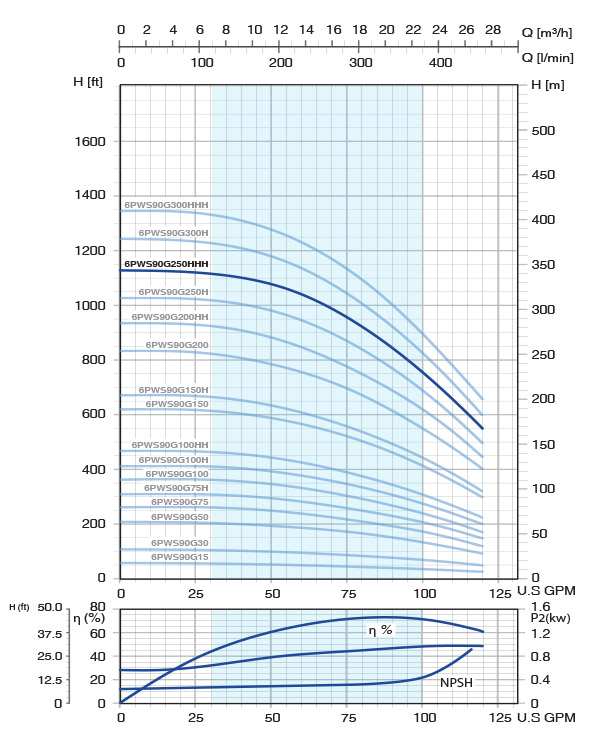 0 2 4 6 8 10 12 14 16 18 20 22 24 26 28 Q [m³/h]
0 100 200 300 400 Q [l/min]
H [ft] H [m]
1600 500
450
1400 400
6PWS90G300HHH
6PWS90G300H
1200 350
6PWS90G250HHH
6PWS90G250H
1000 300
6PWS90G200HH
6PWS90G200
800 250
6PWS90G150H
200
6PWS90G150
600 150
6PWS90G100HH
6PWS90G100H
400 100
6PWS90G100
6PWS90G75H
6PWS90G75
6PWS90G50
200 50
6PWS90G30
6PWS90G15
0 0
0 25 50 75 100 125 U.S GPM
H (ft) 50.0 η (%) 80 1.6 P2(kw)
37.5 60 1.2
η %
25.0 40 0.8
12.5 20 0.4
NPSH
0 0 0
0 25 50 75 100 125 U.S GPM